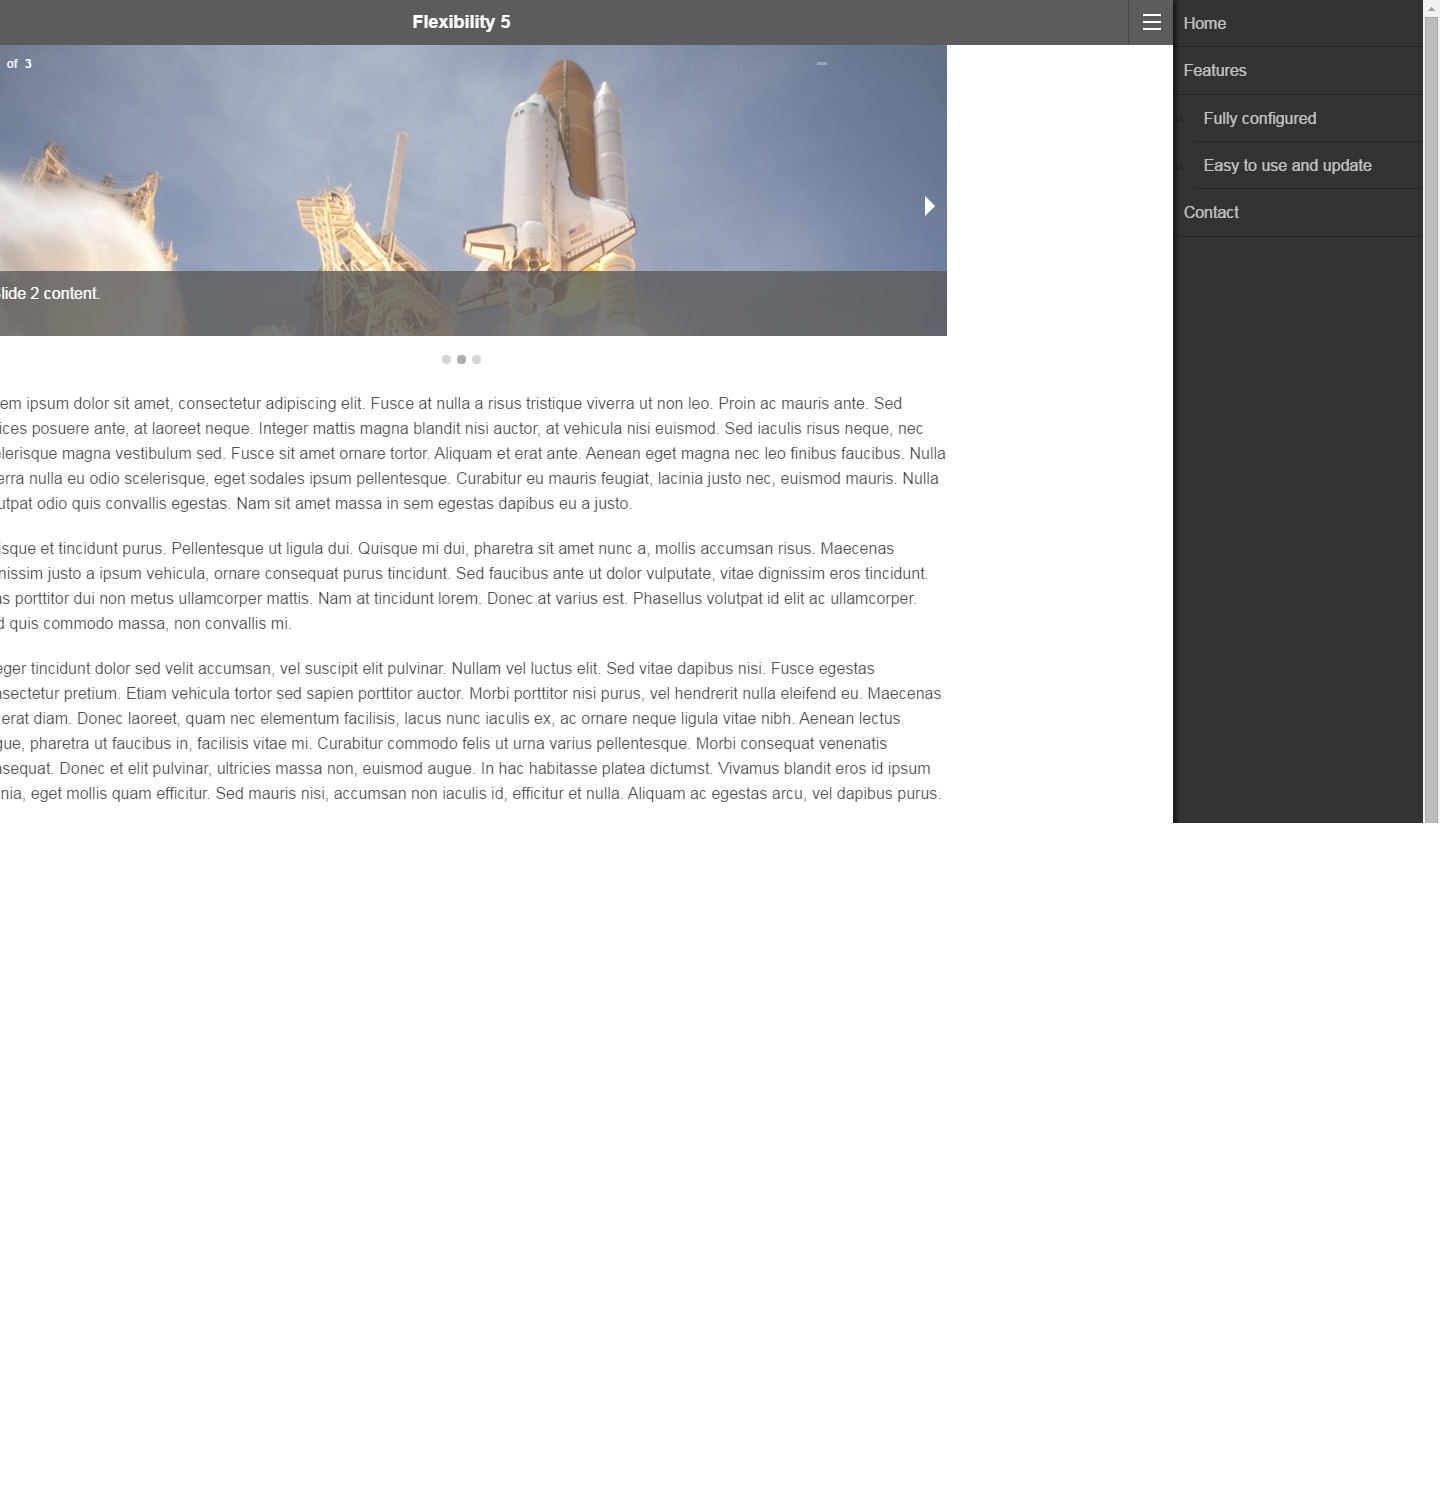 Flexibility 5
Home
Features
Fully configured
Easy to use and update
Contact
of 3
Slide 2 content.
em ipsum dolor sit amet, consectetur adipiscing elit. Fusce at nulla a risus tristique viverra ut non leo. Proin ac mauris ante. Sed
ices posuere ante, at laoreet neque. Integer mattis magna blandit nisi auctor, at vehicula nisi euismod. Sed iaculis risus neque, nec
lerisque magna vestibulum sed. Fusce sit amet ornare tortor. Aliquam et erat ante. Aenean eget magna nec leo finibus faucibus. Nulla
erra nulla eu odio scelerisque, eget sodales ipsum pellentesque. Curabitur eu mauris feugiat, lacinia justo nec, euismod mauris. Nulla
utpat odio quis convallis egestas. Nam sit amet massa in sem egestas dapibus eu a justo.
isque et tincidunt purus. Pellentesque ut ligula dui. Quisque mi dui, pharetra sit amet nunc a, mollis accumsan risus. Maecenas
nissim justo a ipsum vehicula, ornare consequat purus tincidunt. Sed faucibus ante ut dolor vulputate, vitae dignissim eros tincidunt.
as porttitor dui non metus ullamcorper mattis. Nam at tincidunt lorem. Donec at varius est. Phasellus volutpat id elit ac ullamcorper.
d quis commodo massa, non convallis mi.
eger tincidunt dolor sed velit accumsan, vel suscipit elit pulvinar. Nullam vel luctus elit. Sed vitae dapibus nisi. Fusce egestas
nsectetur pretium. Etiam vehicula tortor sed sapien porttitor auctor. Morbi porttitor nisi purus, vel hendrerit nulla eleifend eu. Maecenas
erat diam. Donec laoreet, quam nec elementum facilisis, lacus nunc iaculis ex, ac ornare neque ligula vitae nibh. Aenean lectus
gue, pharetra ut faucibus in, facilisis vitae mi. Curabitur commodo felis ut urna varius pellentesque. Morbi consequat venenatis
nsequat. Donec et elit pulvinar, ultricies massa non, euismod augue. In hac habitasse platea dictumst. Vivamus blandit eros id ipsum
inia, eget mollis quam efficitur. Sed mauris nisi, accumsan non iaculis id, efficitur et nulla. Aliquam ac egestas arcu, vel dapibus purus.